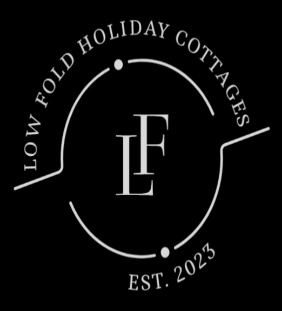 LOW FOLD HOLIDAY COTTAGES
LF
EST. 2023